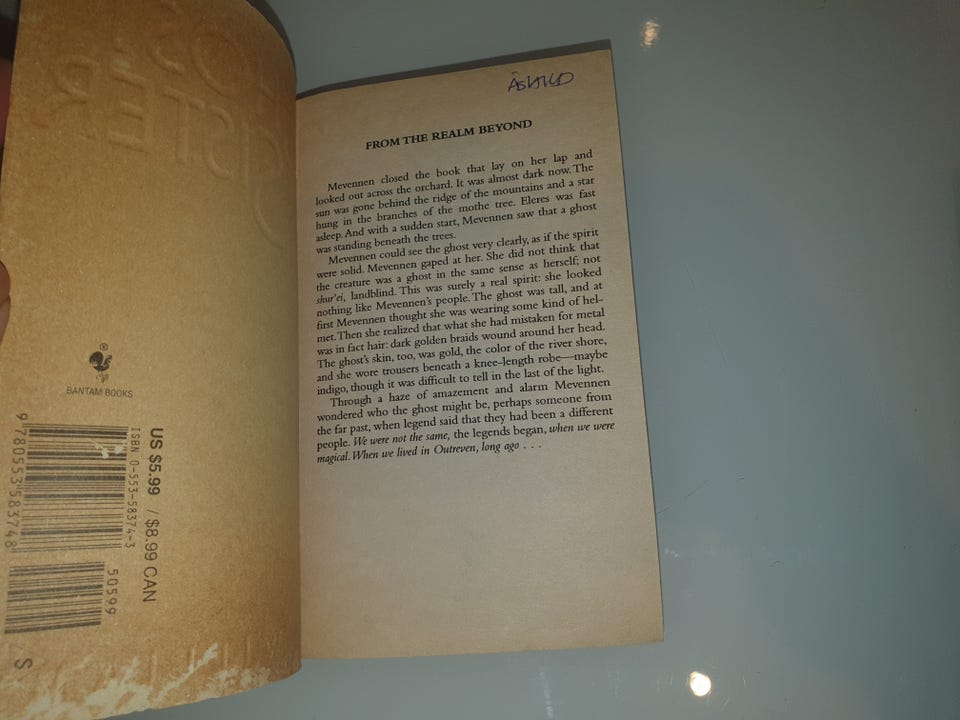 BANTAM BOOKS
9 780553 583748
ISBN 0-553-58374-3
US $5.99 / $8.99 CAN
50599
FROM THE REALM BEYOND
Mevennen closed the book that lay on her lap and
looked out across the orchard. It was almost dark now. The
sun was gone behind the ridge of the mountains and a star
hung in the branches of the mothe tree. Eleres was fast
asleep. And with a sudden start, Mevennen saw that a ghost
was standing beneath the trees.
Mevennen could see the ghost very clearly, as if the spirit
were solid. Mevennen gaped at her. She did not think that
the creature was a ghost in the same sense as herself; not
shur'ei, landblind. This was surely a real spirit: she looked
nothing like Mevennen's people. The ghost was tall, and at
first Mevennen thought she was wearing some kind of hel-
met. Then she realized that what she had mistaken for metal
was in fact hair: dark golden braids wound around her head.
The ghost's skin, too, was gold, the color of the river shore,
and she wore trousers beneath a knee-length robe—maybe
indigo, though it was difficult to tell in the last of the light.
Through a haze of amazement and alarm Mevennen
wondered who the ghost might be, perhaps someone from
the far past, when legend said that they had been a different
people. We were not the same, the legends began, when we were
magical. When we lived in Outreven, long ago . . .